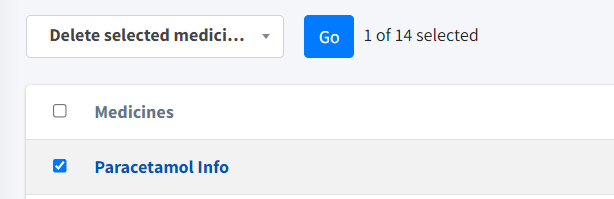 Delete selected medici...
Go
1 of 14 selected
Medicines
Paracetamol Info